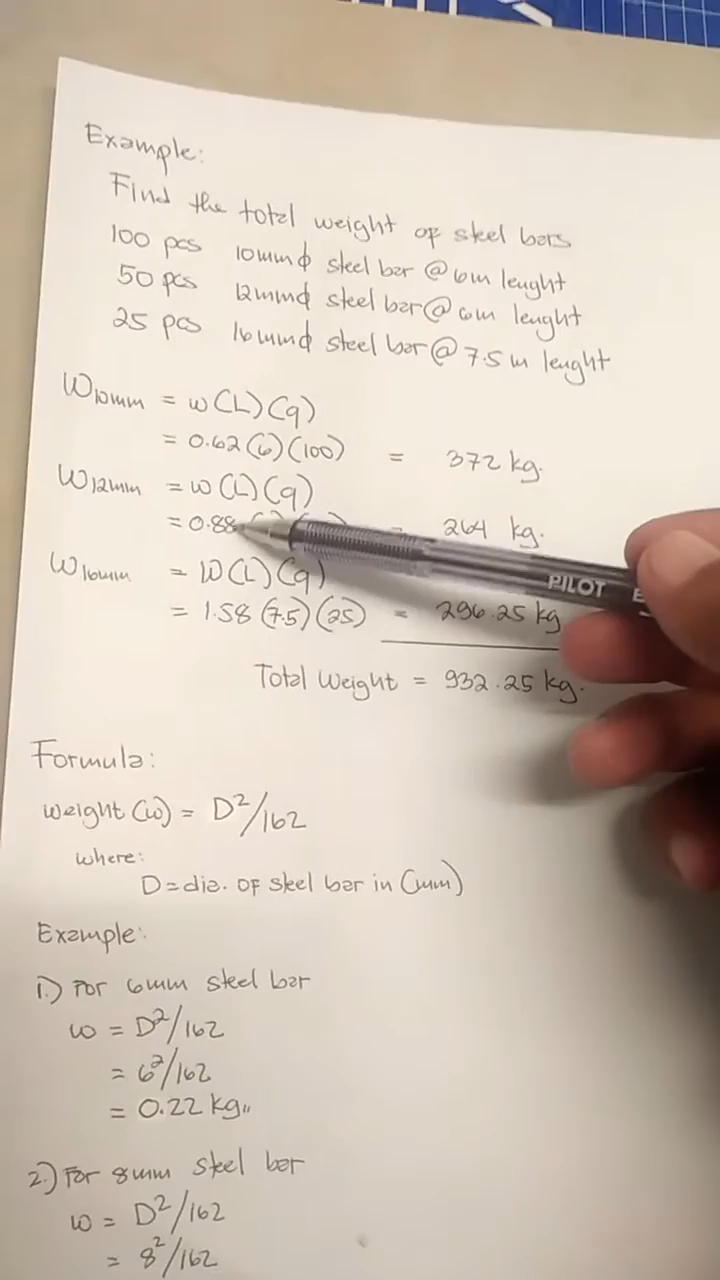 Example:
Find the total weight of steel bars
100 pcs 10mmφ steel bar @ 6m lenght
50 pcs 12mmφ steel bar @ 6m lenght
25 pcs 16mmφ steel bar @ 7.5 m lenght
W10mm = w(L)(q)
= 0.62(6)(100) = 372 kg.
W12mm = w(L)(q)
= 0.88 = 264 kg.
W16mm = W(L)(q)
= 1.58 (7.5)(25) = 296.25 kg
PILOT
Total Weight = 932.25 kg.
Formula:
weight (w) = D²/162
where:
D = dia. of steel bar in (mm)
Example:
1.) For 6mm steel bar
w = D²/162
= 6²/162
= 0.22 kg,,
2.) For 8mm steel bar
w = D²/162
= 8²/162